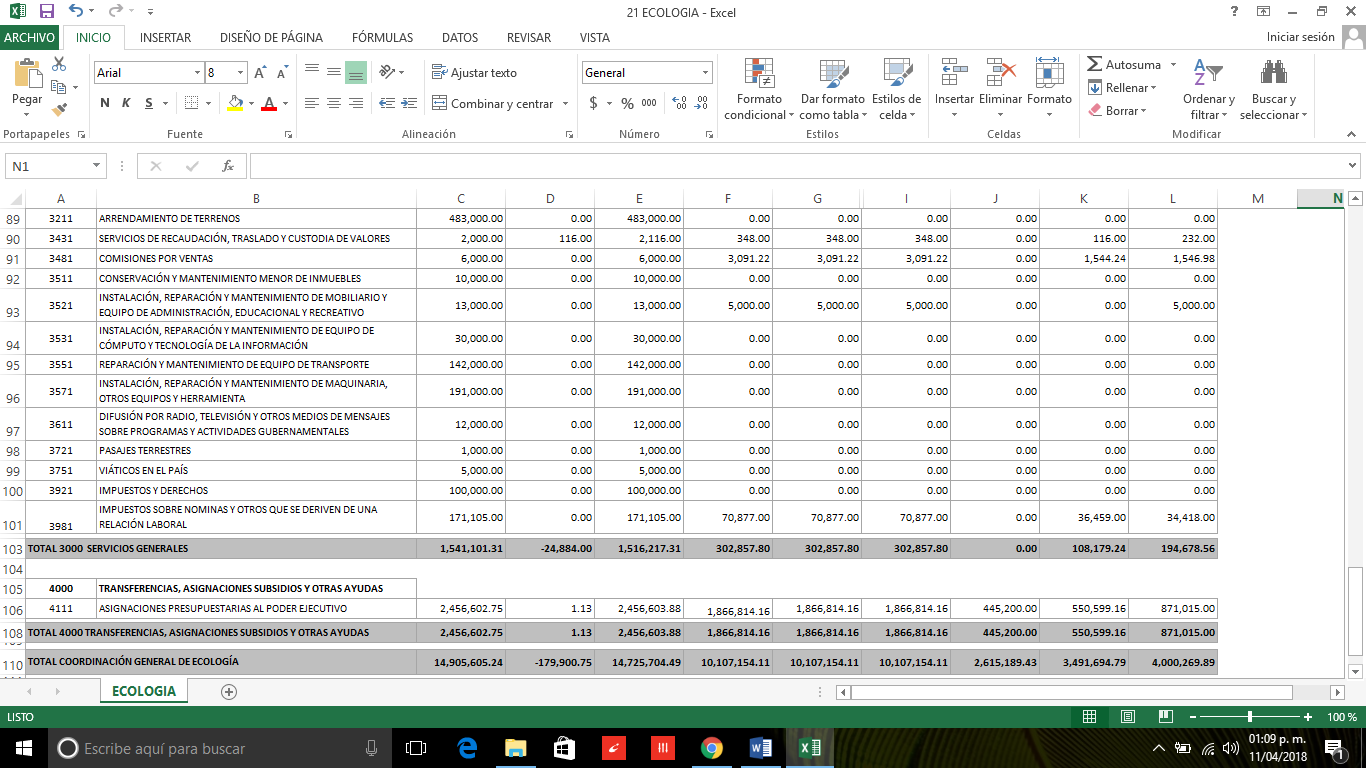 21 ECOLOGIA - Excel
ARCHIVO INICIO INSERTAR DISEÑO DE PÁGINA FÓRMULAS DATOS REVISAR VISTA Iniciar sesión
Pegar
Portapapeles
Arial 8
N K S
Fuente
Ajustar texto
Combinar y centrar
Alineación
General
$ % 000
Número
Formato condicional
Dar formato como tabla
Estilos de celda
Estilos
Insertar Eliminar Formato
Celdas
Autosuma
Rellenar
Borrar
Ordenar y filtrar
Buscar y seleccionar
Modificar
N1 fx
A B C D E F G I J K L M N
89 3211 ARRENDAMIENTO DE TERRENOS 483,000.00 0.00 483,000.00 0.00 0.00 0.00 0.00 0.00 0.00
90 3431 SERVICIOS DE RECAUDACIÓN, TRASLADO Y CUSTODIA DE VALORES 2,000.00 116.00 2,116.00 348.00 348.00 348.00 0.00 116.00 232.00
91 3481 COMISIONES POR VENTAS 6,000.00 0.00 6,000.00 3,091.22 3,091.22 3,091.22 0.00 1,544.24 1,546.98
92 3511 CONSERVACIÓN Y MANTENIMIENTO MENOR DE INMUEBLES 10,000.00 0.00 10,000.00 0.00 0.00 0.00 0.00 0.00 0.00
93 3521 INSTALACIÓN, REPARACIÓN Y MANTENIMIENTO DE MOBILIARIO Y
EQUIPO DE ADMINISTRACIÓN, EDUCACIONAL Y RECREATIVO 13,000.00 0.00 13,000.00 5,000.00 5,000.00 5,000.00 0.00 0.00 5,000.00
94 3531 INSTALACIÓN, REPARACIÓN Y MANTENIMIENTO DE EQUIPO DE
CÓMPUTO Y TECNOLOGÍA DE LA INFORMACIÓN 30,000.00 0.00 30,000.00 0.00 0.00 0.00 0.00 0.00 0.00
95 3551 REPARACIÓN Y MANTENIMIENTO DE EQUIPO DE TRANSPORTE 142,000.00 0.00 142,000.00 0.00 0.00 0.00 0.00 0.00 0.00
96 3571 INSTALACIÓN, REPARACIÓN Y MANTENIMIENTO DE MAQUINARIA,
OTROS EQUIPOS Y HERRAMIENTA 191,000.00 0.00 191,000.00 0.00 0.00 0.00 0.00 0.00 0.00
97 3611 DIFUSIÓN POR RADIO, TELEVISIÓN Y OTROS MEDIOS DE MENSAJES
SOBRE PROGRAMAS Y ACTIVIDADES GUBERNAMENTALES 12,000.00 0.00 12,000.00 0.00 0.00 0.00 0.00 0.00 0.00
98 3721 PASAJES TERRESTRES 1,000.00 0.00 1,000.00 0.00 0.00 0.00 0.00 0.00 0.00
99 3751 VIÁTICOS EN EL PAÍS 5,000.00 0.00 5,000.00 0.00 0.00 0.00 0.00 0.00 0.00
100 3921 IMPUESTOS Y DERECHOS 100,000.00 0.00 100,000.00 0.00 0.00 0.00 0.00 0.00 0.00
101 3981 IMPUESTOS SOBRE NOMINAS Y OTROS QUE SE DERIVEN DE UNA
RELACIÓN LABORAL 171,105.00 0.00 171,105.00 70,877.00 70,877.00 70,877.00 0.00 36,459.00 34,418.00
103 TOTAL 3000 SERVICIOS GENERALES 1,541,101.31 -24,884.00 1,516,217.31 302,857.80 302,857.80 302,857.80 0.00 108,179.24 194,678.56
104
105 4000 TRANSFERENCIAS, ASIGNACIONES SUBSIDIOS Y OTRAS AYUDAS
106 4111 ASIGNACIONES PRESUPUESTARIAS AL PODER EJECUTIVO 2,456,602.75 1.13 2,456,603.88 1,866,814.16 1,866,814.16 1,866,814.16 445,200.00 550,599.16 871,015.00
108 TOTAL 4000 TRANSFERENCIAS, ASIGNACIONES SUBSIDIOS Y OTRAS AYUDAS 2,456,602.75 1.13 2,456,603.88 1,866,814.16 1,866,814.16 1,866,814.16 445,200.00 550,599.16 871,015.00
110 TOTAL COORDINACIÓN GENERAL DE ECOLOGÍA 14,905,605.24 -179,900.75 14,725,704.49 10,107,154.11 10,107,154.11 10,107,154.11 2,615,189.43 3,491,694.79 4,000,269.89
ECOLOGIA
LISTO 100 %
Escribe aquí para buscar
01:09 p. m.
11/04/2018
1